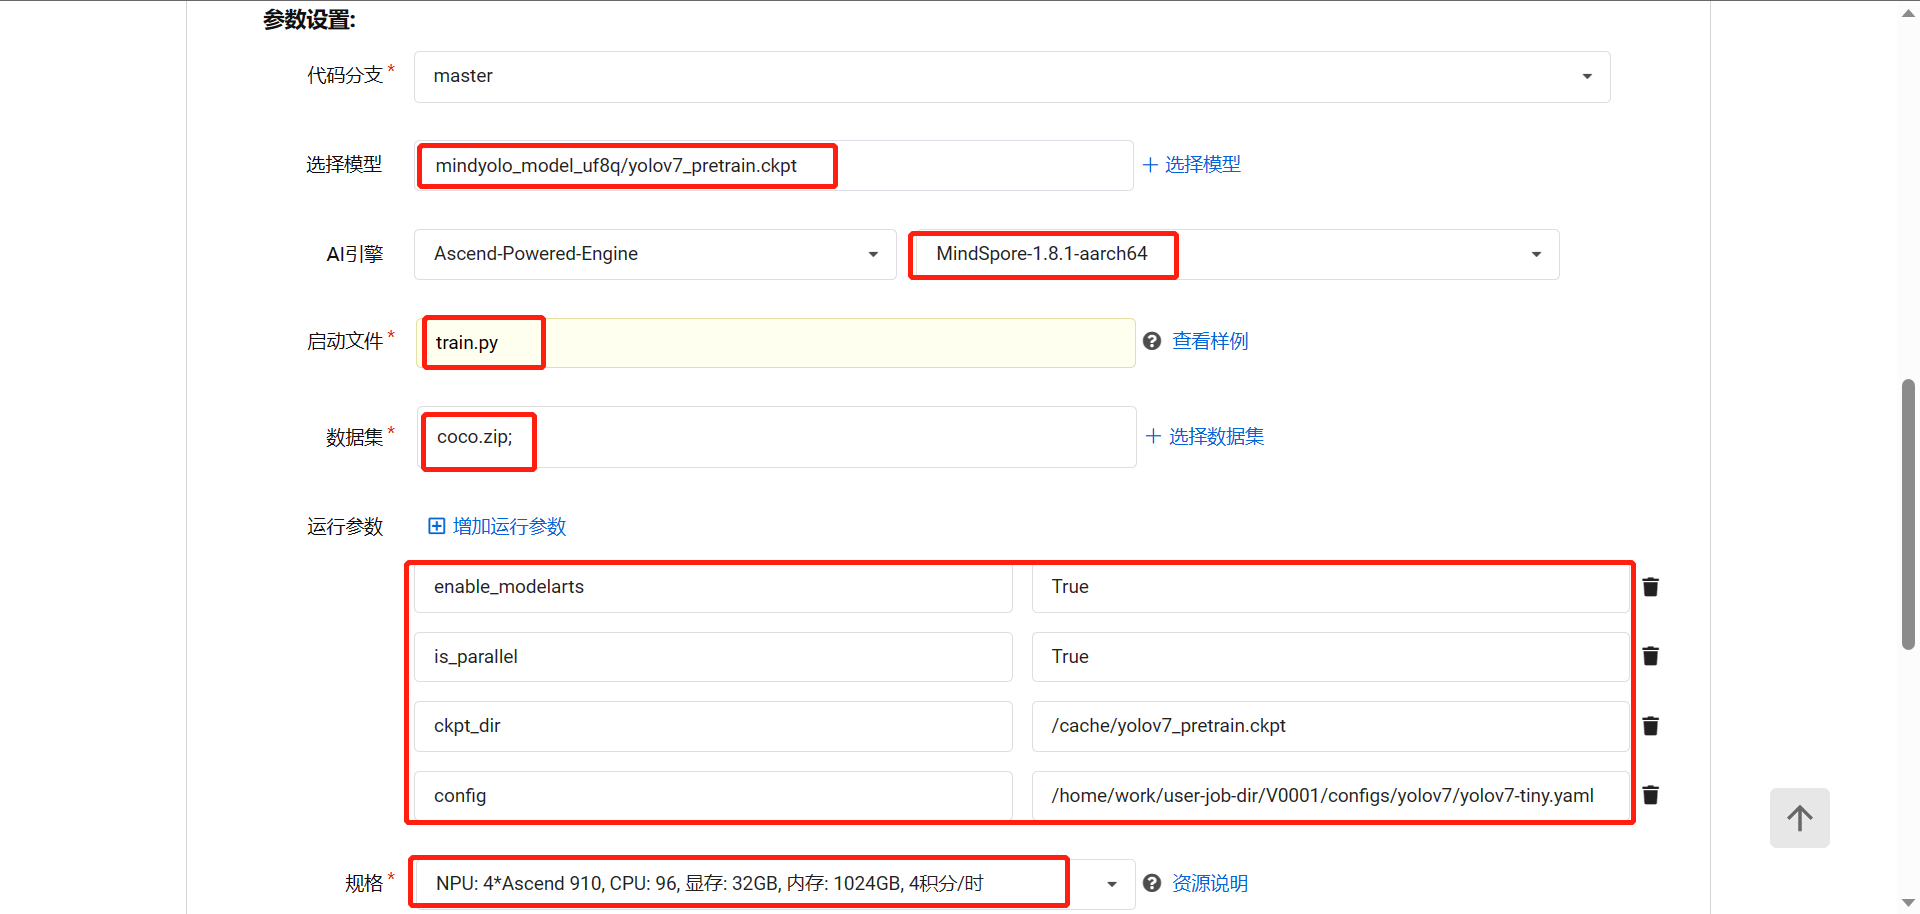 参数设置:
代码分支* master
选择模型 mindyolo_model_uf8q/yolov7_pretrain.ckpt + 选择模型
AI引擎 Ascend-Powered-Engine MindSpore-1.8.1-aarch64
启动文件* train.py ? 查看样例
数据集* coco.zip; + 选择数据集
运行参数 增加运行参数
enable_modelarts True
is_parallel True
ckpt_dir /cache/yolov7_pretrain.ckpt
config /home/work/user-job-dir/V0001/configs/yolov7/yolov7-tiny.yaml
规格* NPU: 4*Ascend 910, CPU: 96, 显存: 32GB, 内存: 1024GB, 4积分/时 ? 资源说明